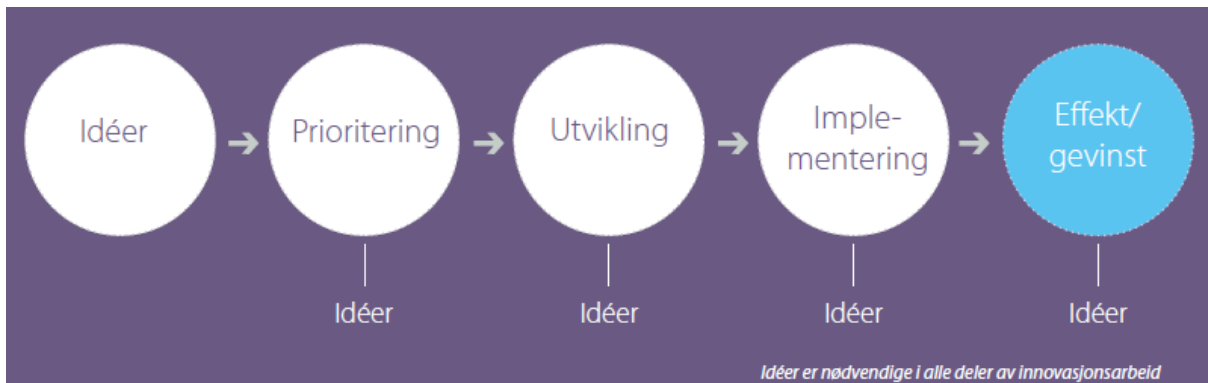 Idéer
Prioritering
Utvikling
Imple-
mentering
Effekt/
gevinst
Idéer
Idéer
Idéer
Idéer
Idéer er nødvendige i alle deler av innovasjonsarbeid